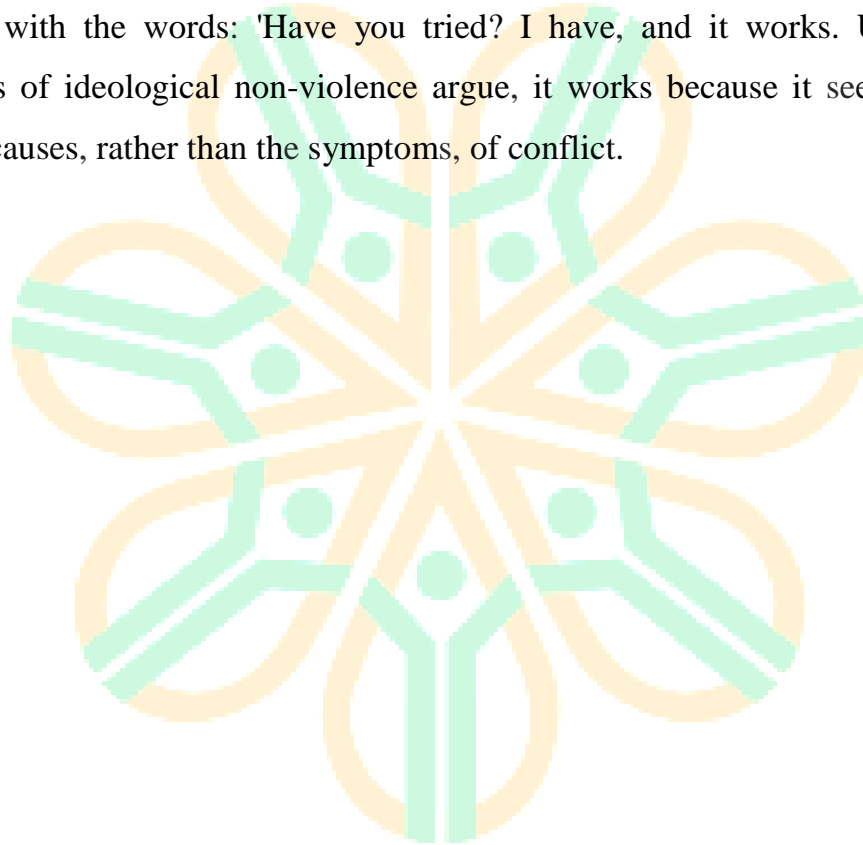 with the words: 'Have you tried? I have, and it works. U
s of ideological non-violence argue, it works because it see
causes, rather than the symptoms, of conflict.